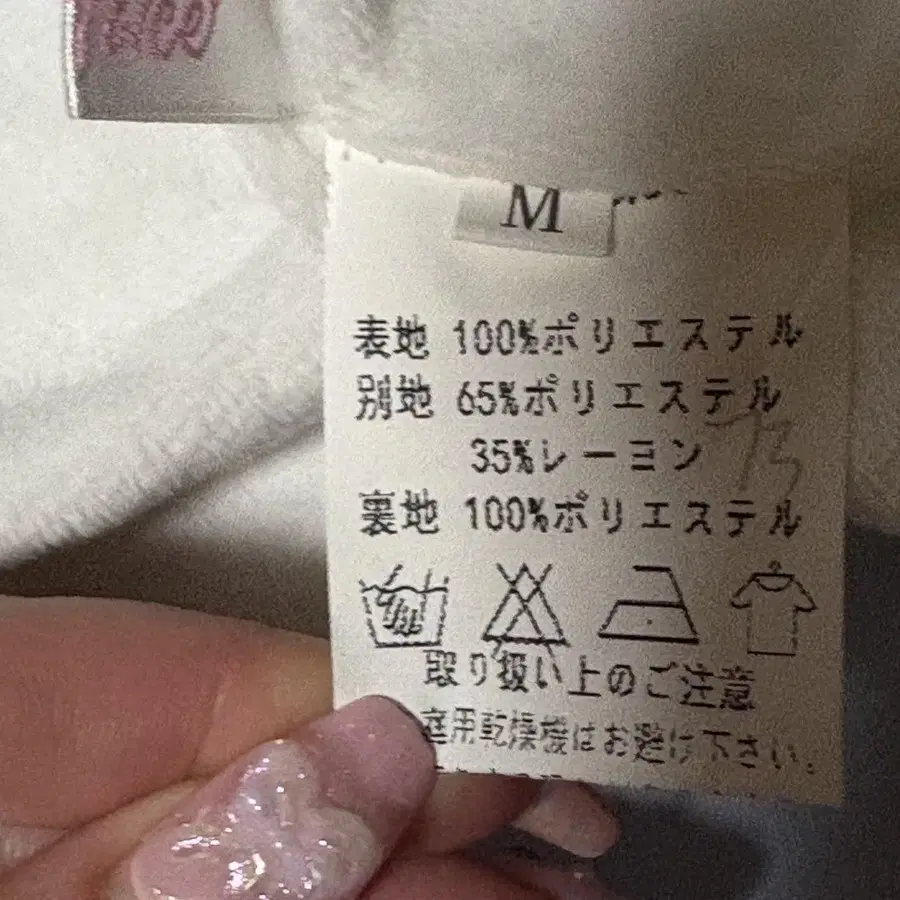 M
表地 100%ポリエステル
別地 65%ポリエステル
35%レーヨン
裏地 100%ポリエステル
取り扱い上のご注意
庭用乾燥機はお避け下さい。